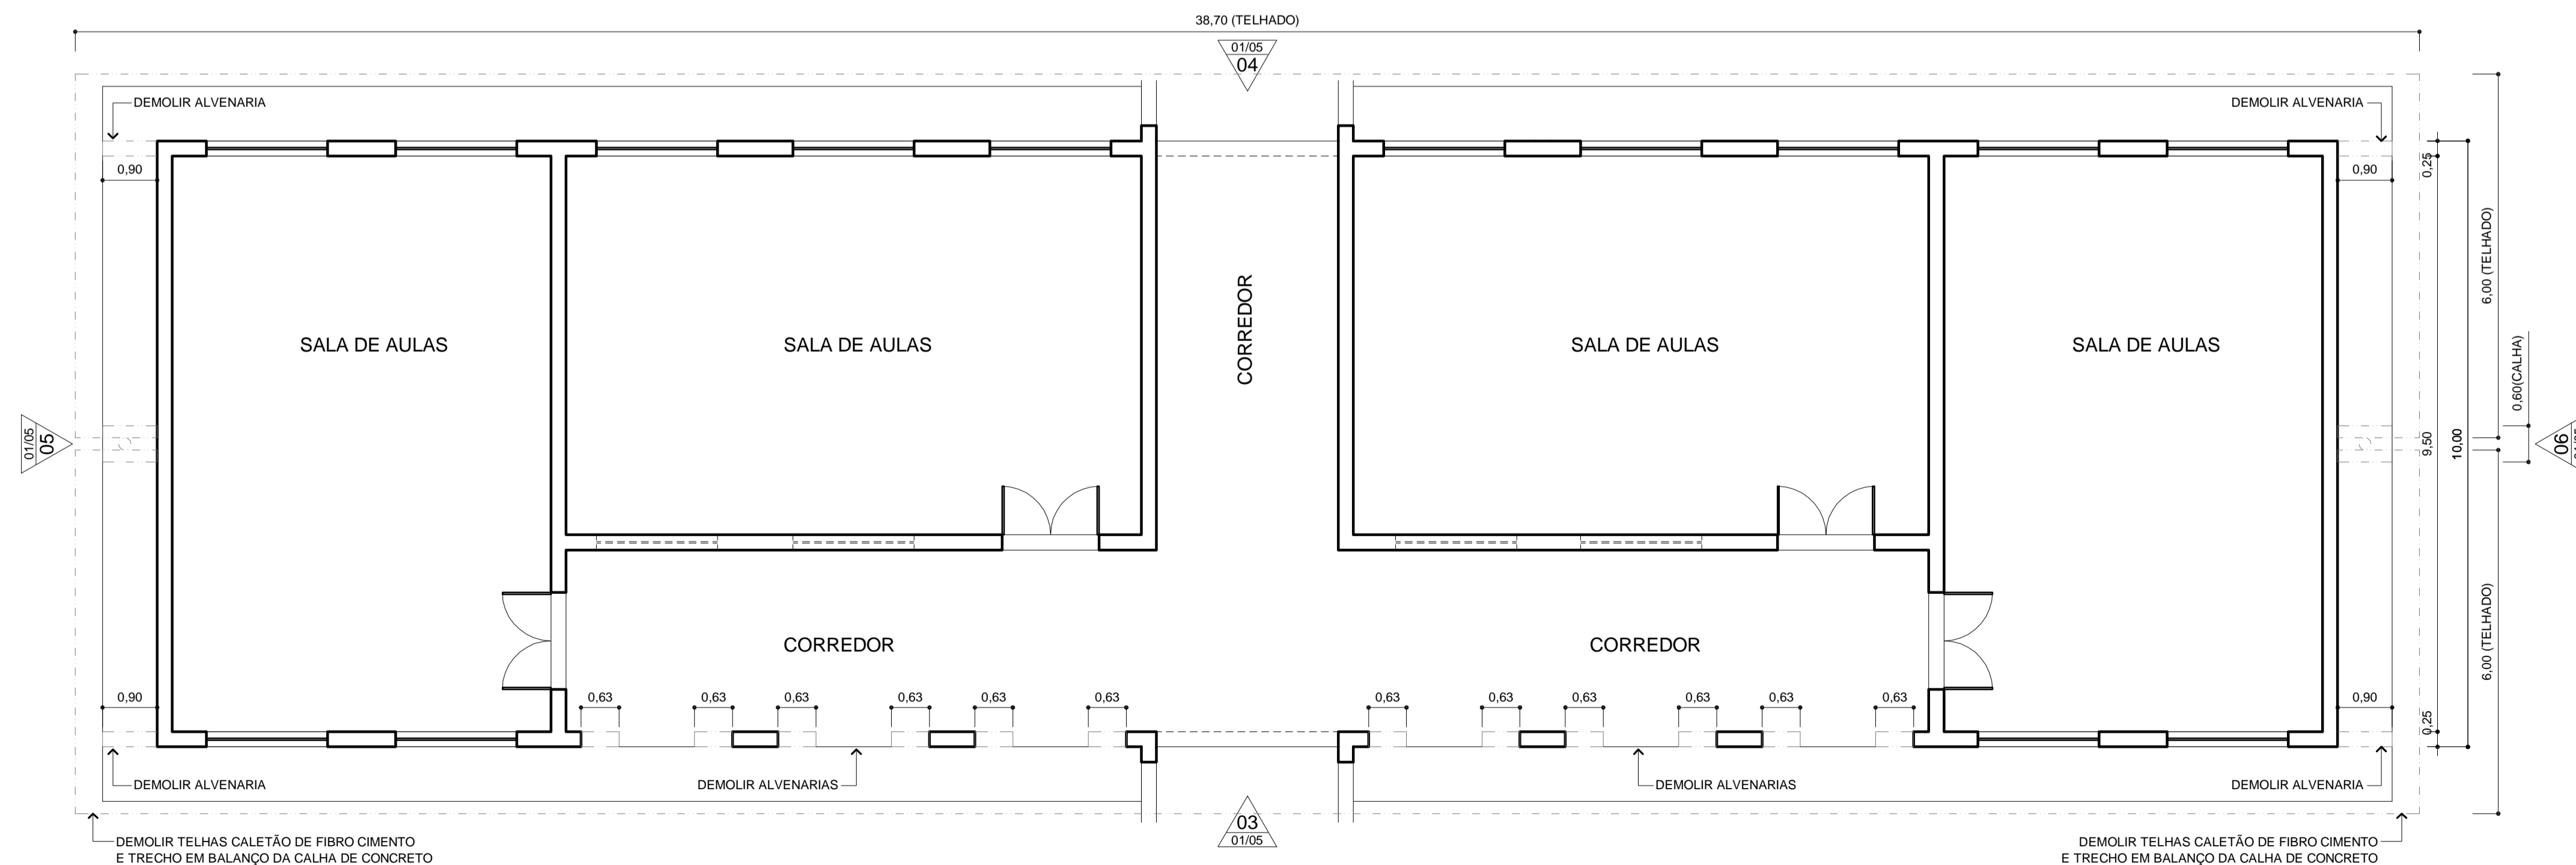 38,70 (TELHADO)
01/05
04
DEMOLIR ALVENARIA
DEMOLIR ALVENARIA
0,90
0,90
0,25
6,00 (TELHADO)
CORREDOR
SALA DE AULAS
SALA DE AULAS
SALA DE AULAS
SALA DE AULAS
0,60(CALHA)
01/05
05
9,50
10,00
06
CORREDOR
CORREDOR
6,00 (TELHADO)
0,90
0,63
0,63
0,63
0,63
0,63
0,63
0,63
0,63
0,63
0,63
0,63
0,63
0,90
0,25
DEMOLIR ALVENARIA
DEMOLIR ALVENARIAS
DEMOLIR ALVENARIAS
DEMOLIR ALVENARIA
03
01/05
DEMOLIR TELHAS CALETÃO DE FIBRO CIMENTO
E TRECHO EM BALANÇO DA CALHA DE CONCRETO
DEMOLIR TELHAS CALETÃO DE FIBRO CIMENTO
E TRECHO EM BALANÇO DA CALHA DE CONCRETO